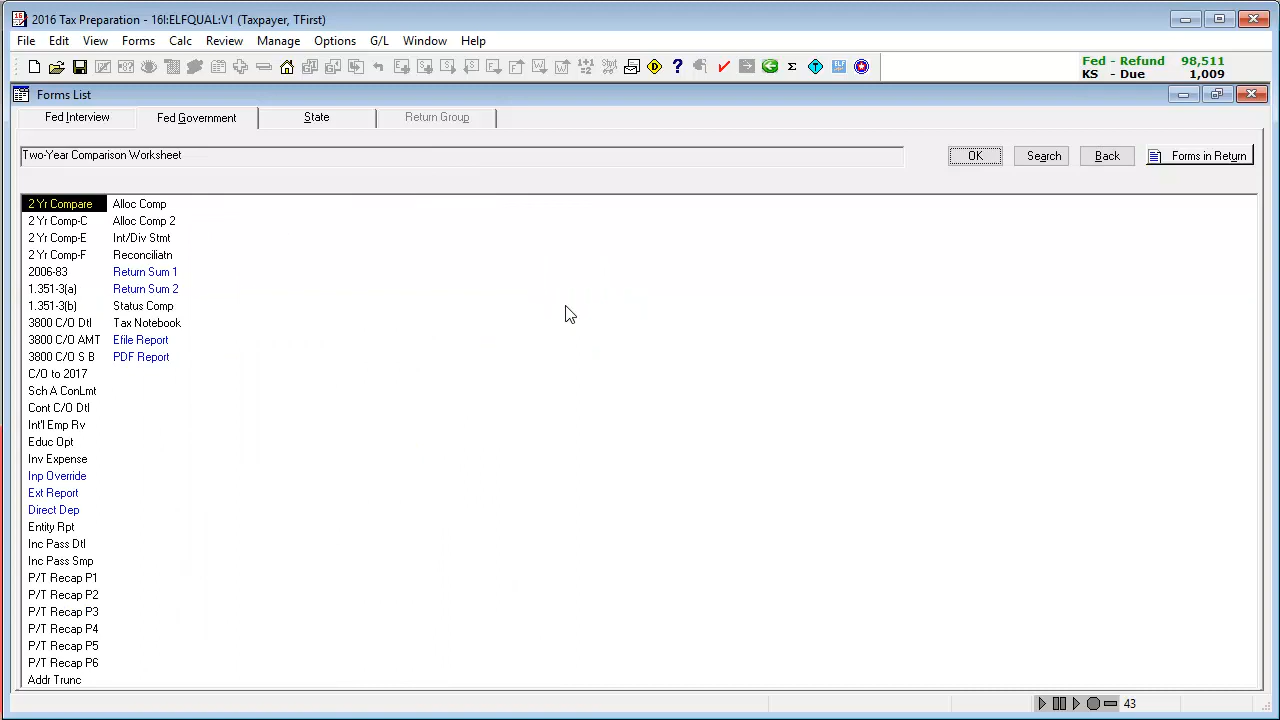 2016 Tax Preparation - 16I:ELFQUAL:V1 (Taxpayer, TFirst)
File Edit View Forms Calc Review Manage Options G/L Window Help
Fed - Refund 98,511
KS - Due 1,009
Forms List
Fed Interview Fed Government State Return Group
Two-Year Comparison Worksheet OK Search Back Forms in Return
2 Yr Compare Alloc Comp
2 Yr Comp-C Alloc Comp 2
2 Yr Comp-E Int/Div Stmt
2 Yr Comp-F Reconciliatn
2006-83 Return Sum 1
1.351-3(a) Return Sum 2
1.351-3(b) Status Comp
3800 C/O Dtl Tax Notebook
3800 C/O AMT Efile Report
3800 C/O S B PDF Report
C/O to 2017
Sch A ConLmt
Cont C/O Dtl
Int'l Emp Rv
Educ Opt
Inv Expense
Inp Override
Ext Report
Direct Dep
Entity Rpt
Inc Pass Dtl
Inc Pass Smp
P/T Recap P1
P/T Recap P2
P/T Recap P3
P/T Recap P4
P/T Recap P5
P/T Recap P6
Addr Trunc
43